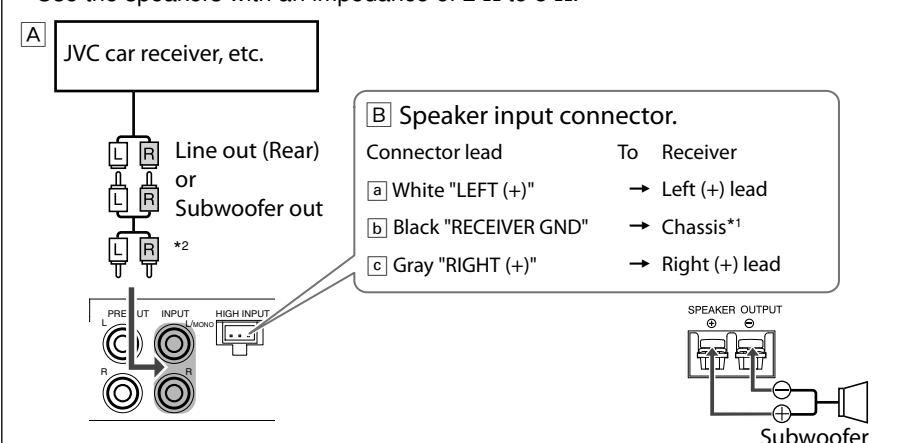 Use the speakers with an impedance of 2 Ω to 8 Ω.
A
JVC car receiver, etc.
L R Line out (Rear)
or
L R Subwoofer out
L R *2
B Speaker input connector.
Connector lead To Receiver
a White "LEFT (+)" → Left (+) lead
b Black "RECEIVER GND" → Chassis*1
c Gray "RIGHT (+)" → Right (+) lead
PRE UT INPUT HIGH INPUT
L L/MONO
R R
SPEAKER OUTPUT
⊕ ⊖
⊖
⊕
Subwoofer